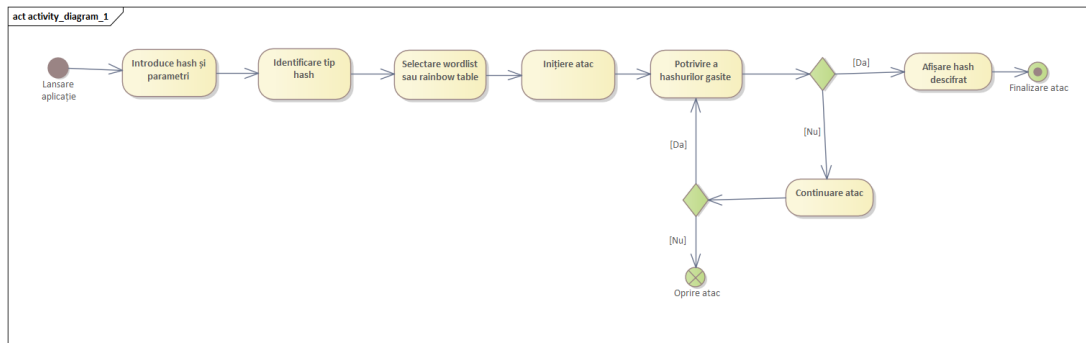 act activity_diagram_1
Lansare
aplicație
Introduce hash și
parametri
Identificare tip
hash
Selectare wordlist
sau rainbow table
Inițiere atac
Potrivire a
hashurilor gasite
[Da]
Afișare hash
descifrat
Finalizare atac
[Nu]
[Da]
Continuare atac
[Nu]
Oprire atac